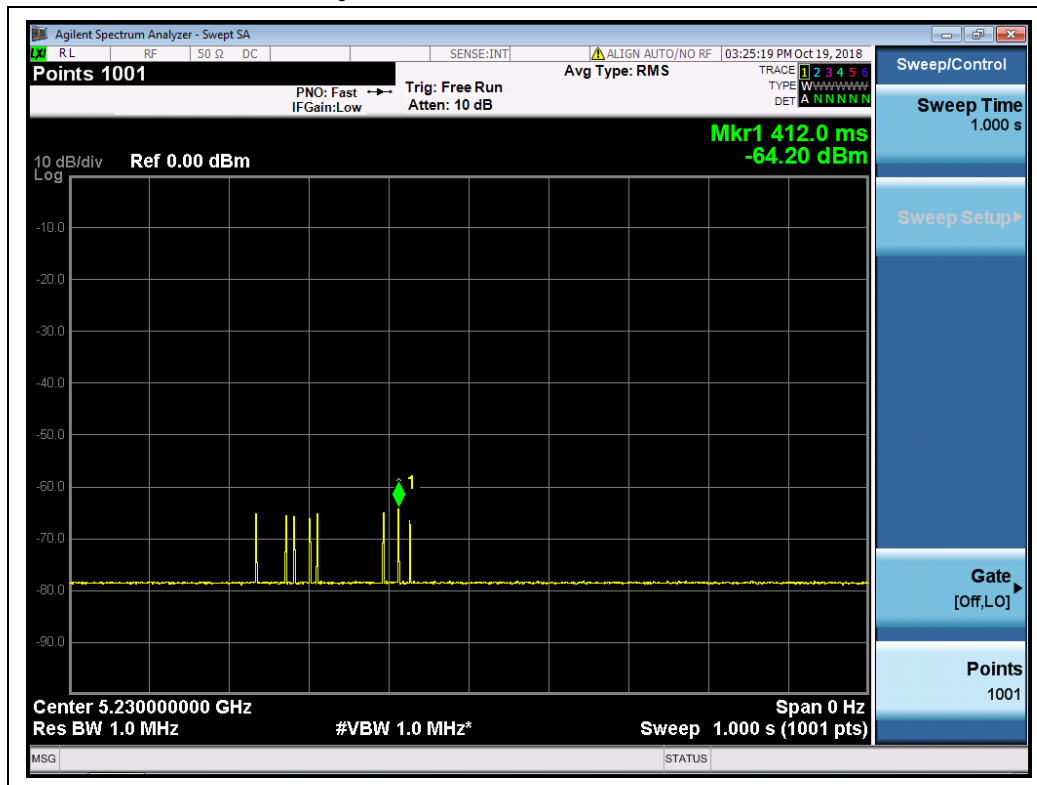 Agilent Spectrum Analyzer - Swept SA
LXI RL RF 50 Ω DC SENSE:INT ALIGN AUTO/NO RF 03:25:19 PM Oct 19, 2018
Points 1001
Avg Type: RMS
TRACE 1 2 3 4 5 6
PNO: Fast Trig: Free Run
TYPE WWWWWW
IFGain:Low Atten: 10 dB
DET A N N N N N
Sweep/Control
Sweep Time
1.000 s
Mkr1 412.0 ms
-64.20 dBm
10 dB/div Ref 0.00 dBm
Log
Sweep Setup
-10.0
-20.0
-30.0
-40.0
-50.0
-60.0
1
-70.0
-80.0
-90.0
Gate
[Off,LO]
Points
1001
Center 5.230000000 GHz Span 0 Hz
Res BW 1.0 MHz #VBW 1.0 MHz* Sweep 1.000 s (1001 pts)
MSG STATUS